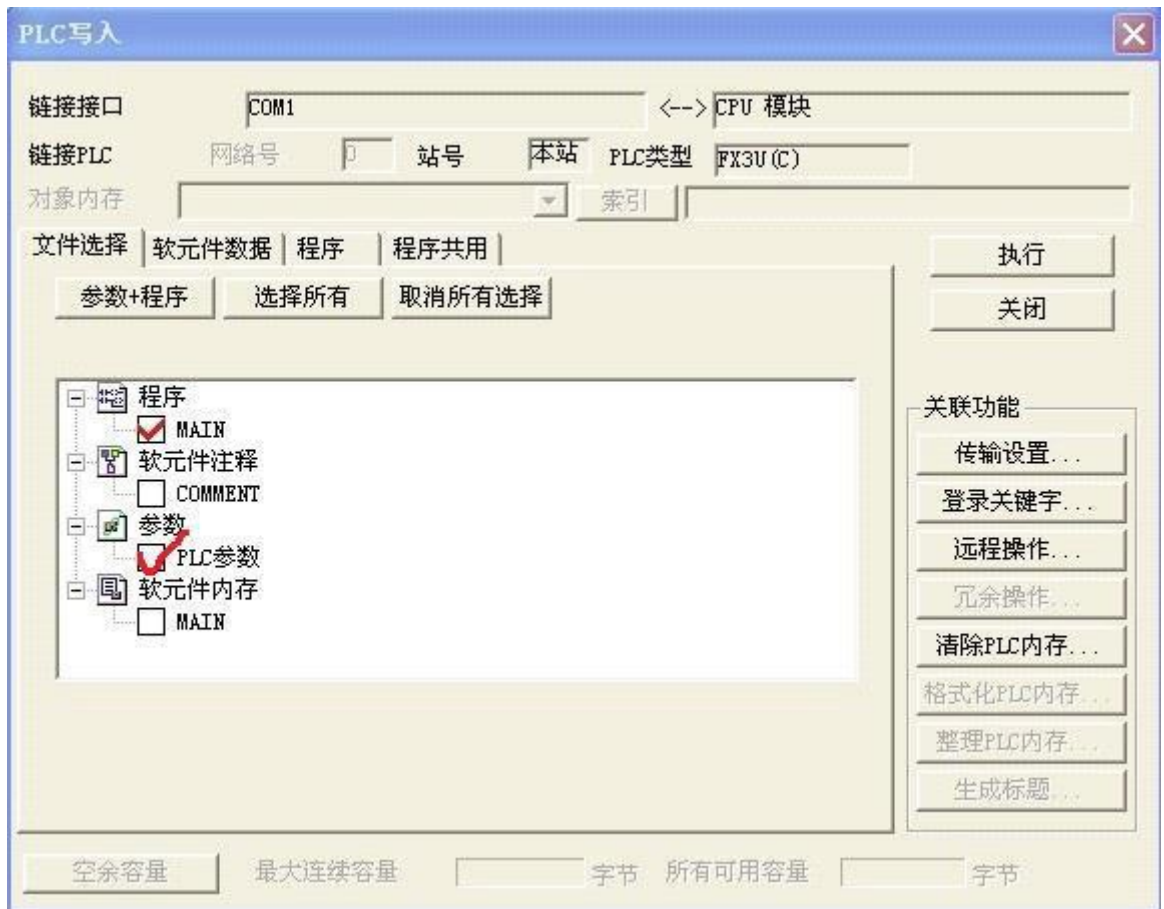 PLC写入
链接接口 COM1 <--> CPU 模块
链接PLC 网络号 0 站号 本站 PLC类型 FX3U(C)
对象内存 索引
文件选择 软元件数据 程序 程序共用
执行
参数+程序 选择所有 取消所有选择
关闭
程序
MAIN
软元件注释
COMMENT
参数
PLC参数
软元件内存
MAIN
关联功能
传输设置...
登录关键字...
远程操作...
冗余操作...
清除PLC内存...
格式化PLC内存...
整理PLC内存...
生成标题...
空余容量 最大连续容量 字节 所有可用容量 字节